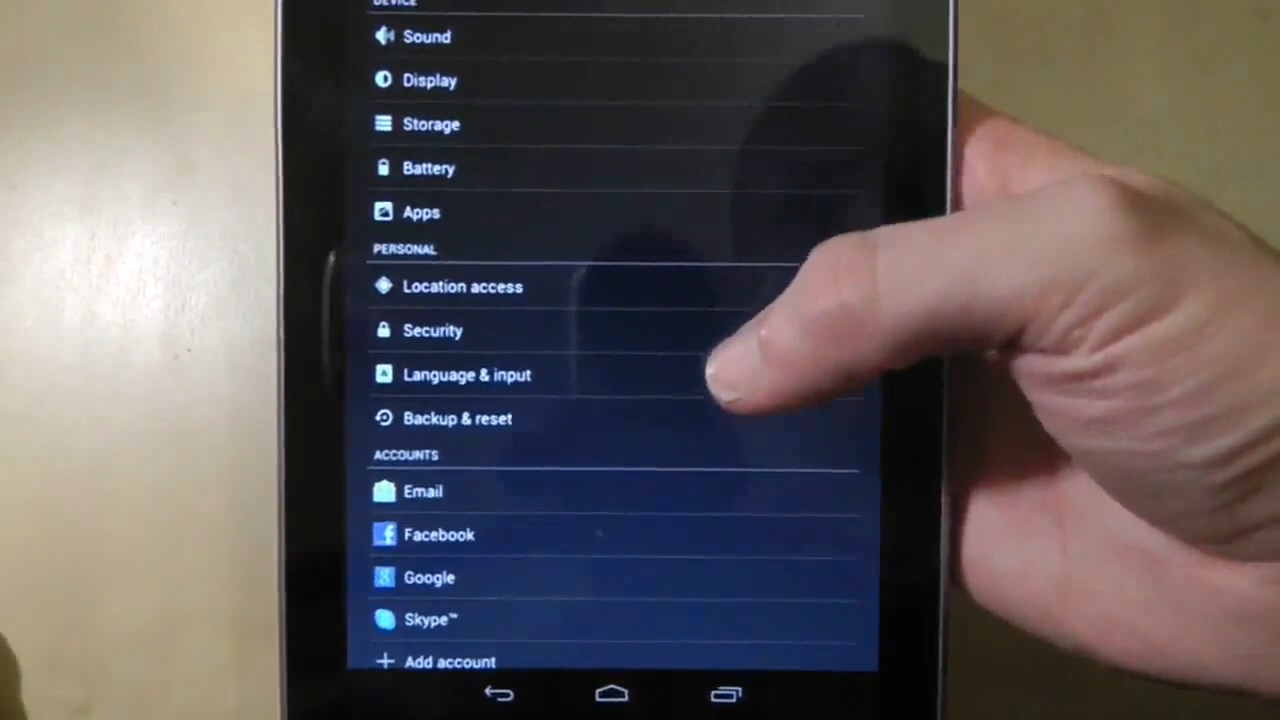 DEVICE
Sound
Display
Storage
Battery
Apps
PERSONAL
Location access
Security
Language & input
Backup & reset
ACCOUNTS
Email
Facebook
Google
Skype™
Add account